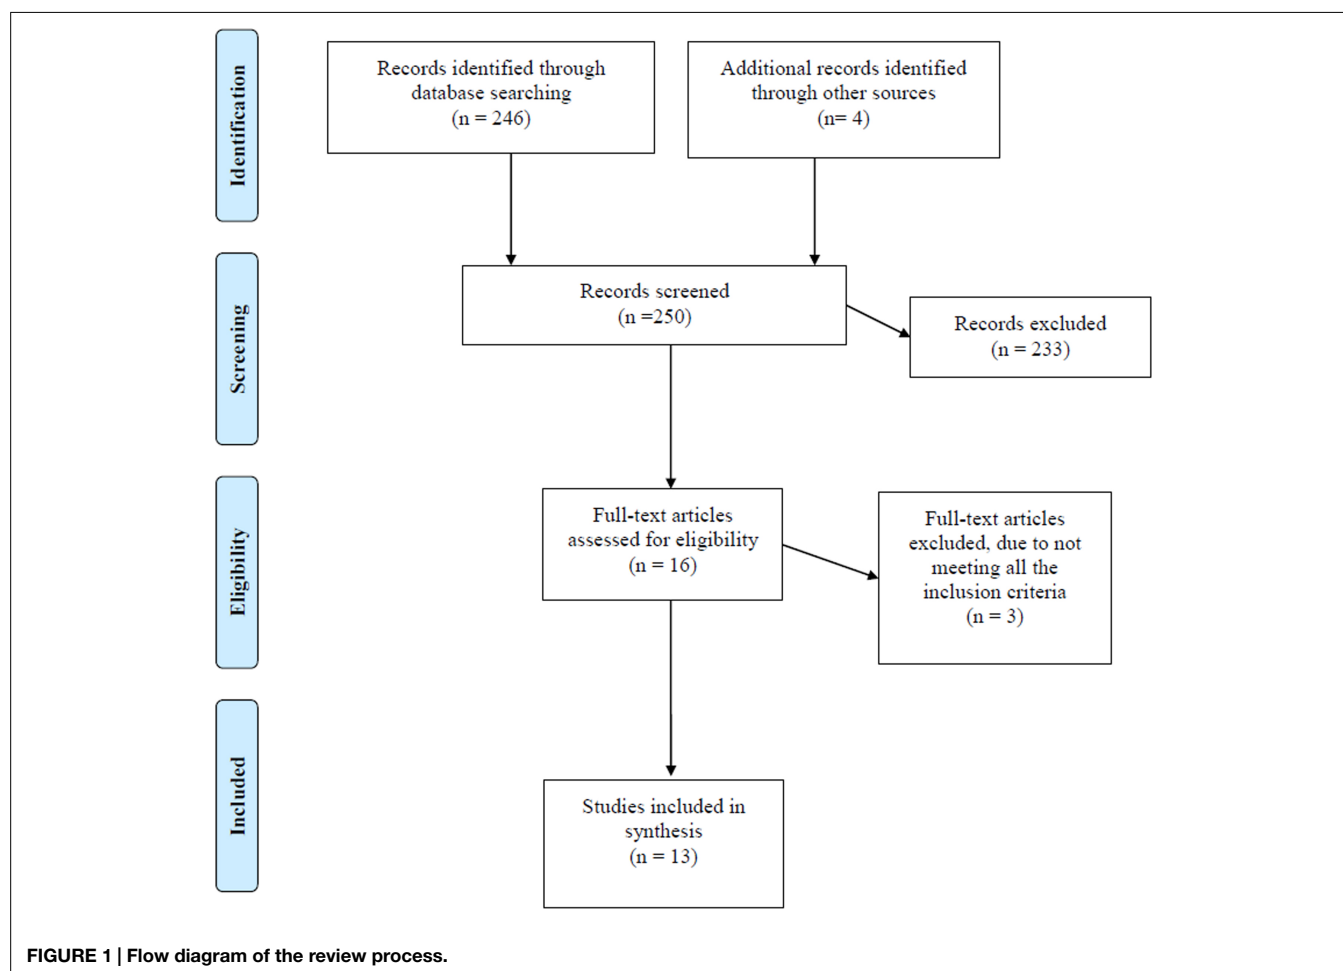 Identification
Records identified through
database searching
(n = 246)
Additional records identified
through other sources
(n= 4)
Screening
Records screened
(n =250)
Records excluded
(n = 233)
Eligibility
Full-text articles
assessed for eligibility
(n = 16)
Full-text articles
excluded, due to not
meeting all the
inclusion criteria
(n = 3)
Included
Studies included in
synthesis
(n = 13)
FIGURE 1 | Flow diagram of the review process.